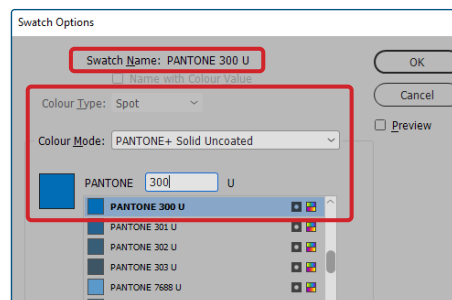 Swatch Options
Swatch Name: PANTONE 300 U
OK
Name with Colour Value
Colour Type: Spot
Cancel
Preview
Colour Mode: PANTONE+ Solid Uncoated
PANTONE 300 U
PANTONE 300 U
PANTONE 301 U
PANTONE 302 U
PANTONE 303 U
PANTONE 7688 U